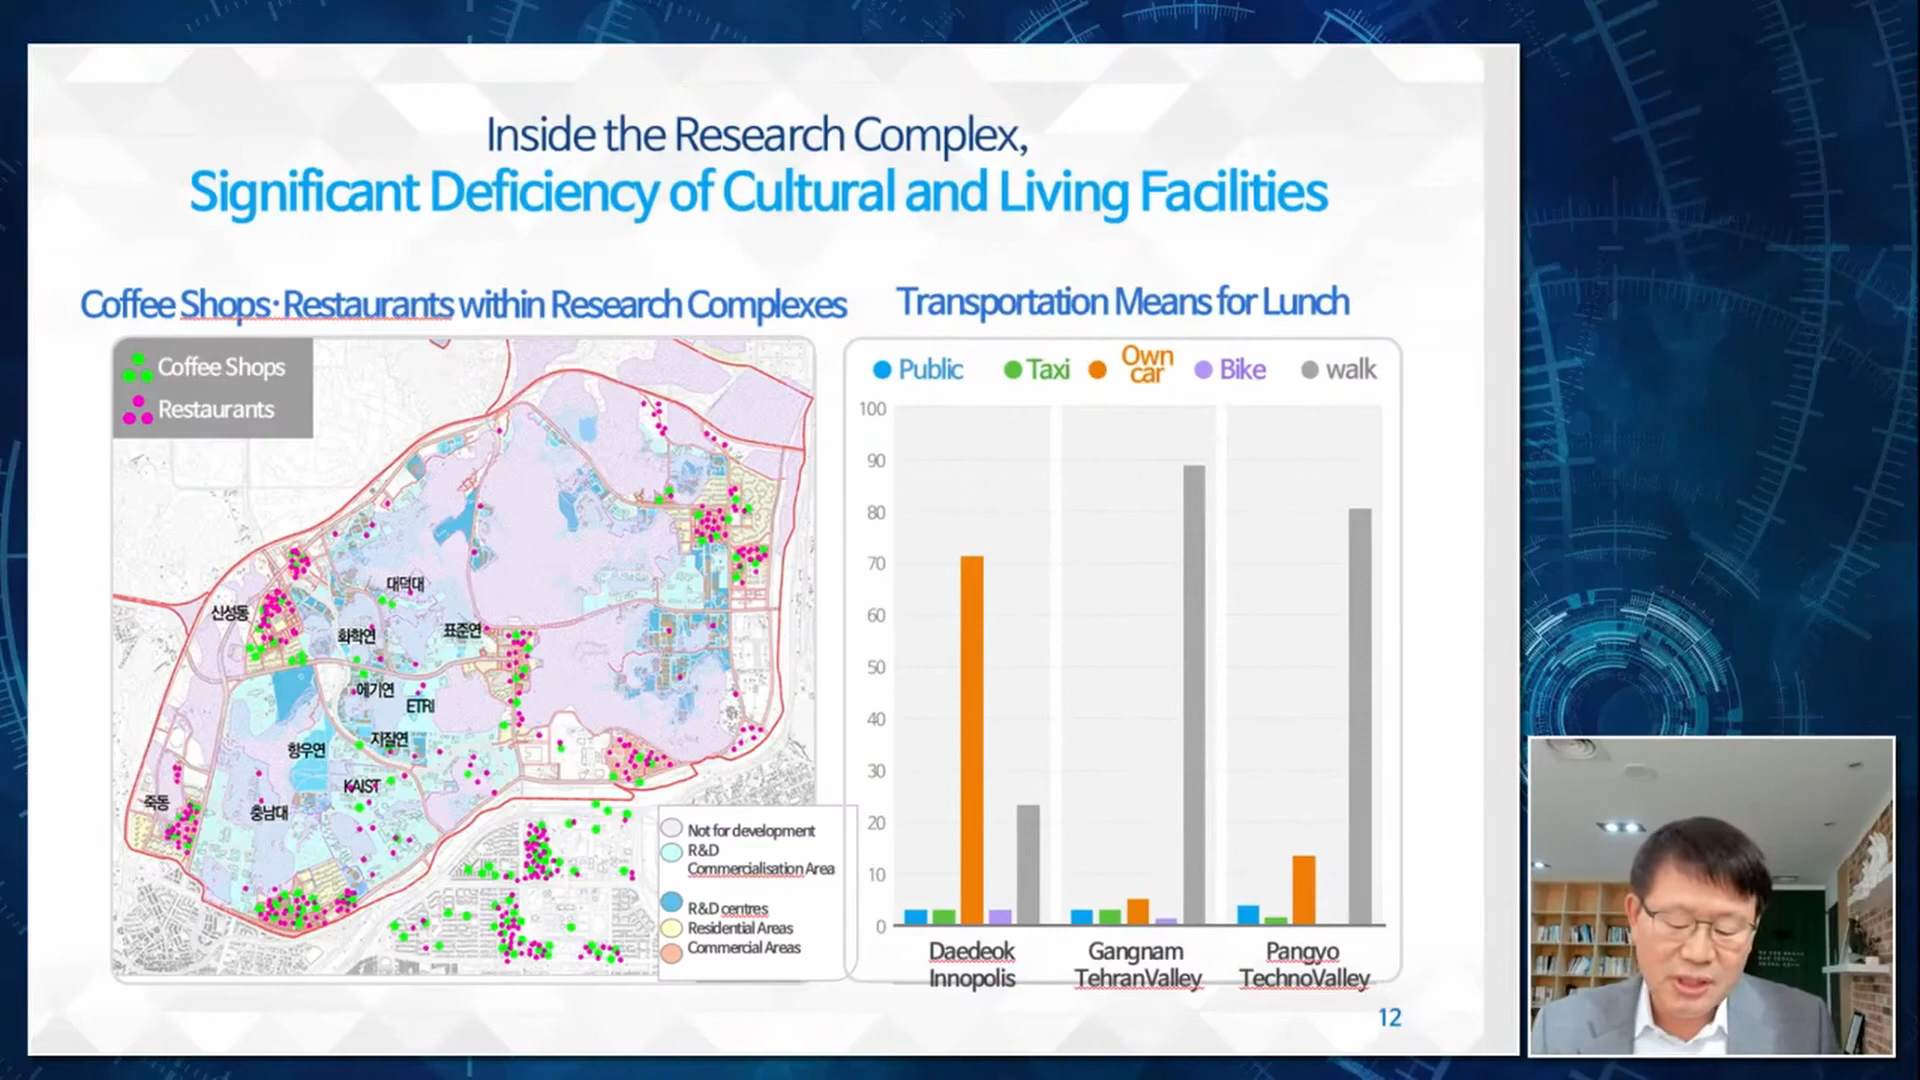 Inside the Research Complex,
Significant Deficiency of Cultural and Living Facilities
Coffee Shops·Restaurants within Research Complexes
Coffee Shops
Restaurants
대덕대
신성동
화학연
표준연
에기연
ETRI
지질연
항우연
KAIST
죽동
충남대
Not for development
R&D
Commercialisation Area
R&D centres
Residential Areas
Commercial Areas
Transportation Means for Lunch
Public
Taxi
Own
car
Bike
walk
100
90
80
70
60
50
40
30
20
10
0
Daedeok
Innopolis
Gangnam
TehranValley
Pangyo
TechnoValley
12